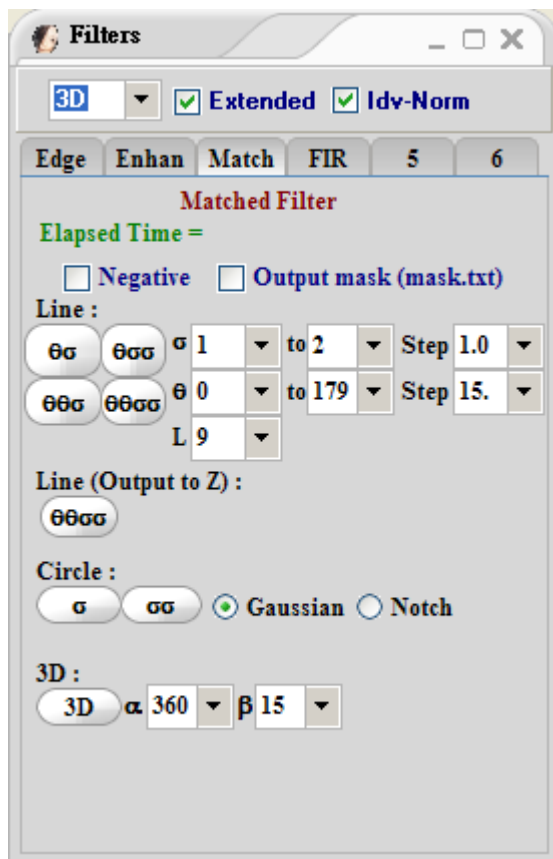 Filters
3D Extended Idv-Norm
Edge Enhan Match FIR 5 6
Matched Filter
Elapsed Time =
Negative Output mask (mask.txt)
Line :
θσ θσσ σ 1 to 2 Step 1.0
θθσ θθσσ θ 0 to 179 Step 15.
L 9
Line (Output to Z) :
θθσσ
Circle :
σ σσ Gaussian Notch
3D :
3D α 360 β 15